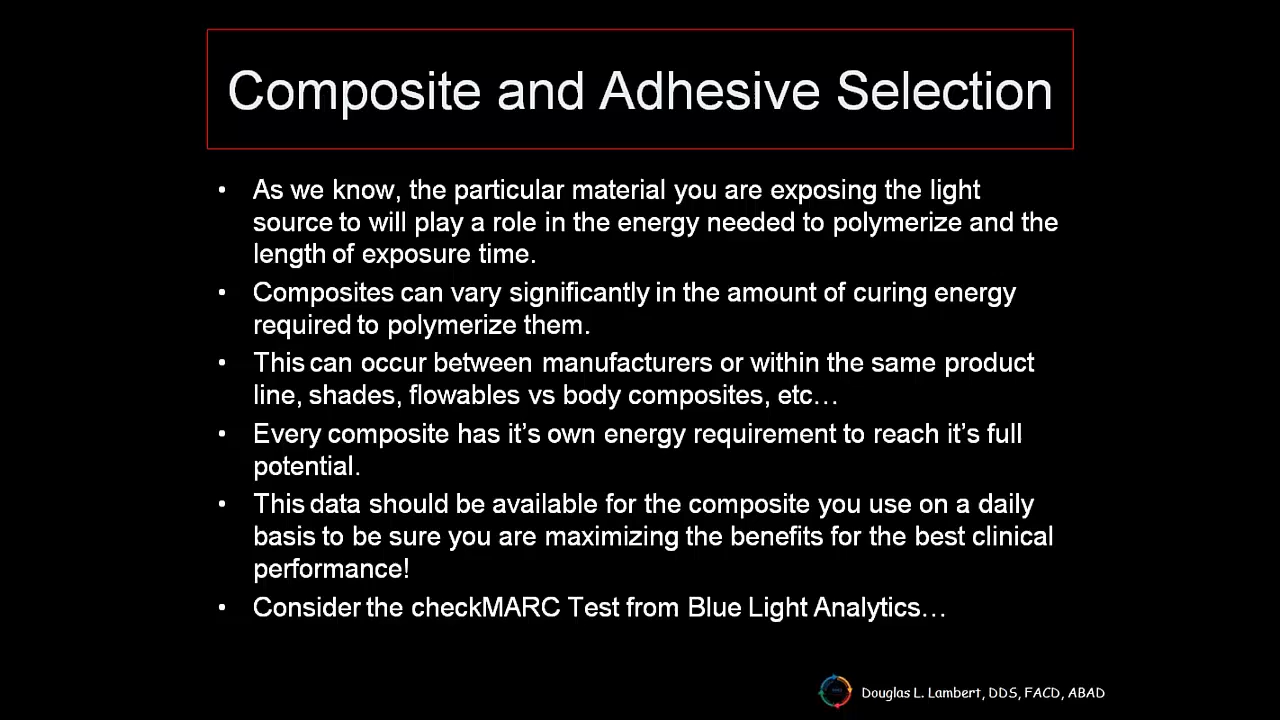 Composite and Adhesive Selection
• As we know, the particular material you are exposing the light
source to will play a role in the energy needed to polymerize and the
length of exposure time.
• Composites can vary significantly in the amount of curing energy
required to polymerize them.
• This can occur between manufacturers or within the same product
line, shades, flowables vs body composites, etc…
• Every composite has it’s own energy requirement to reach it’s full
potential.
• This data should be available for the composite you use on a daily
basis to be sure you are maximizing the benefits for the best clinical
performance!
• Consider the checkMARC Test from Blue Light Analytics…
Douglas L. Lambert, DDS, FACD, ABAD